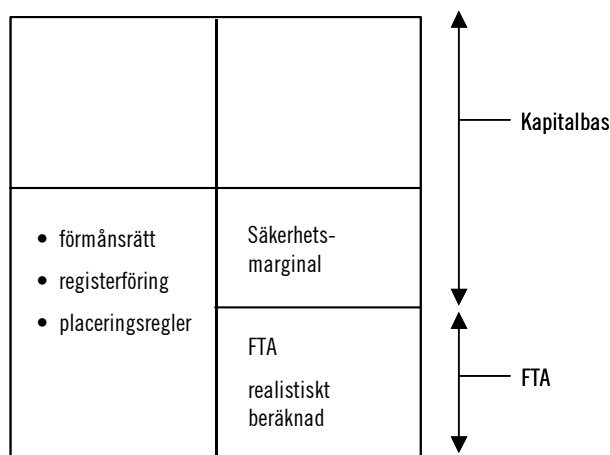 Kapitalbas
• förmånsrätt
• registerföring
• placeringsregler
Säkerhets-
marginal
FTA
realistiskt
beräknad
FTA